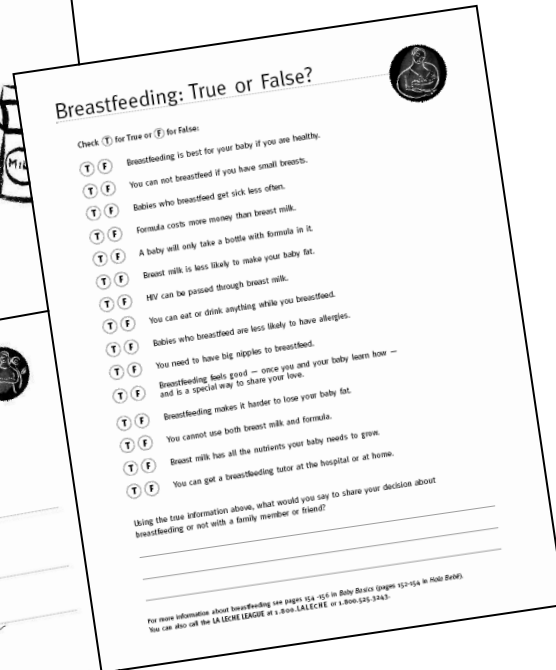 Breastfeeding: True or False?
Check T for True or F for False:
T F Breastfeeding is best for your baby if you are healthy.
T F You can not breastfeed if you have small breasts.
T F Babies who breastfeed get sick less often.
T F Formula costs more money than breast milk.
T F A baby will only take a bottle with formula in it.
T F Breast milk is less likely to make your baby fat.
T F HIV can be passed through breast milk.
T F You can eat or drink anything while you breastfeed.
T F Babies who breastfeed are less likely to have allergies.
T F You need to have big nipples to breastfeed.
T F Breastfeeding feels good — once you and your baby learn how —
and is a special way to share your love.
T F Breastfeeding makes it harder to lose your baby fat.
T F You cannot use both breast milk and formula.
T F Breast milk has all the nutrients your baby needs to grow.
T F You can get a breastfeeding tutor at the hospital or at home.
Using the true information above, what would you say to share your decision about
breastfeeding or not with a family member or friend?
For more information about breastfeeding see pages 154 -156 in Baby Basics (pages 152-154 in Hola Bebé).
You can also call the LA LECHE LEAGUE at 1.800.LALECHE or 1.800.525.3243.